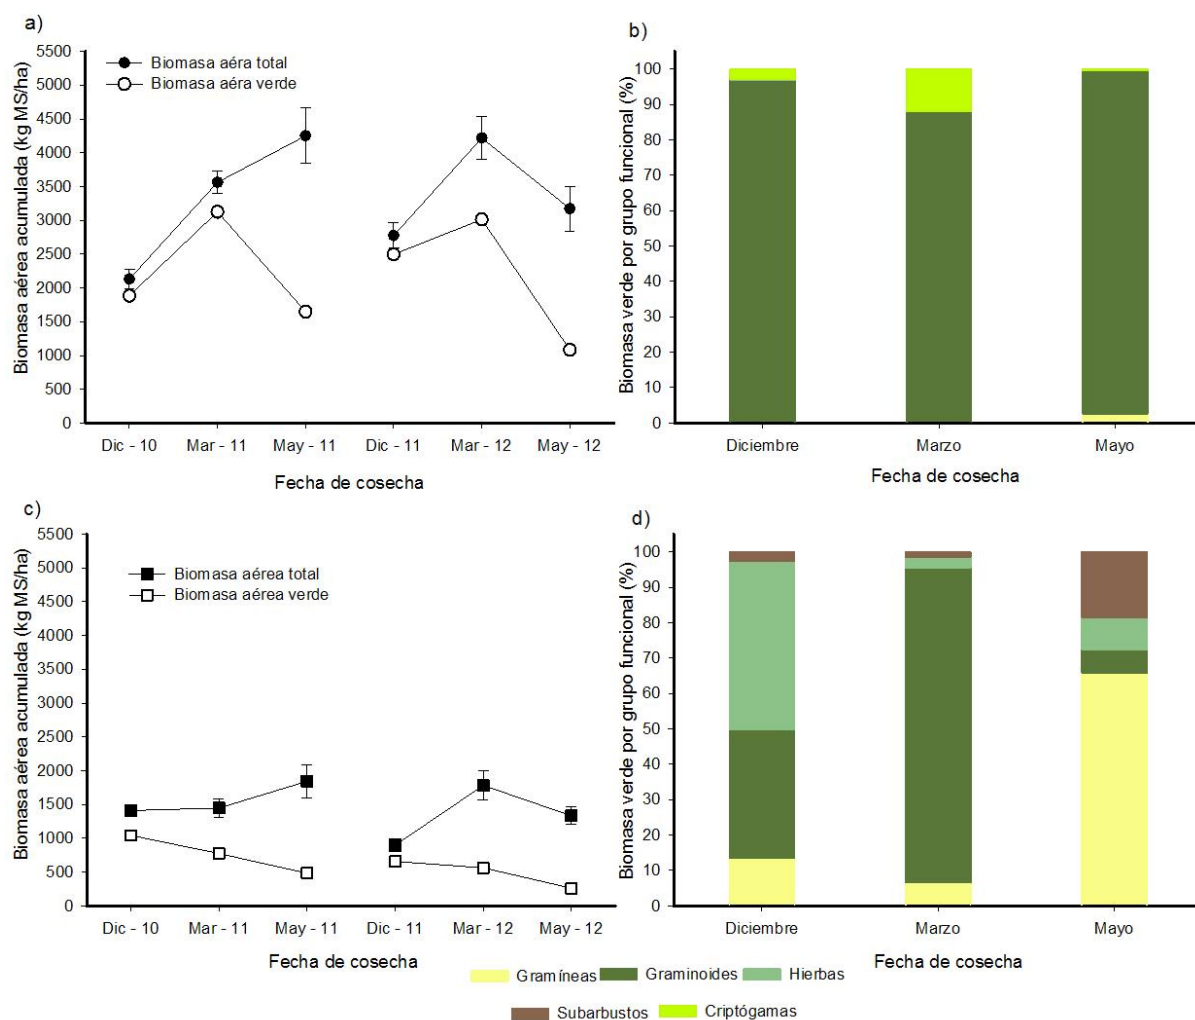 a)
Biomasa aérea acumulada (kg MS/ha)
5500
5000
4500
4000
3500
3000
2500
2000
1500
1000
500
0
Biomasa aéra total
Biomasa aéra verde
Dic - 10 Mar - 11 May - 11 Dic - 11 Mar - 12 May - 12
Fecha de cosecha
b)
Biomasa verde por grupo funcional (%)
100
90
80
70
60
50
40
30
20
10
0
Diciembre Marzo Mayo
Fecha de cosecha
c)
Biomasa aérea acumulada (kg MS/ha)
5500
5000
4500
4000
3500
3000
2500
2000
1500
1000
500
0
Biomasa aérea total
Biomasa aérea verde
Dic - 10 Mar - 11 May - 11 Dic - 11 Mar - 12 May - 12
Fecha de cosecha
d)
Biomasa verde por grupo funcional (%)
100
90
80
70
60
50
40
30
20
10
0
Diciembre Marzo Mayo
Fecha de cosecha
Gramíneas Graminoides Hierbas
Subarbustos Criptógamas